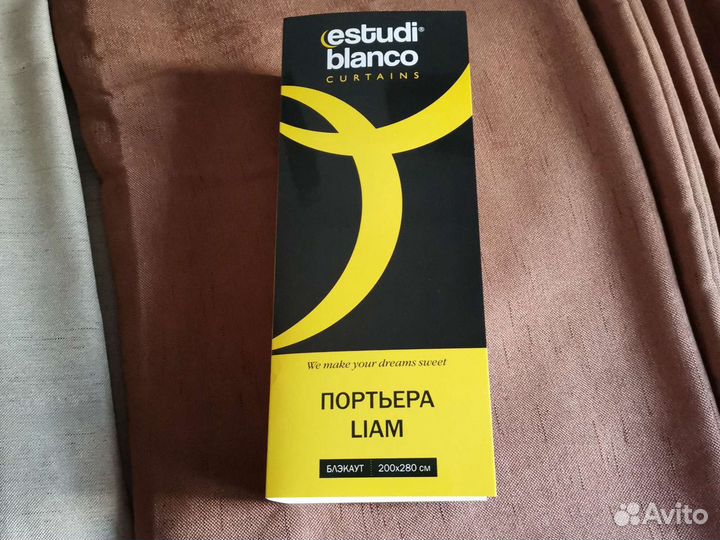 estudi®
blanco
CURTAINS
We make your dreams sweet
ПОРТЬЕРА
LIAM
БЛЭКАУТ 200x280 см
Avito